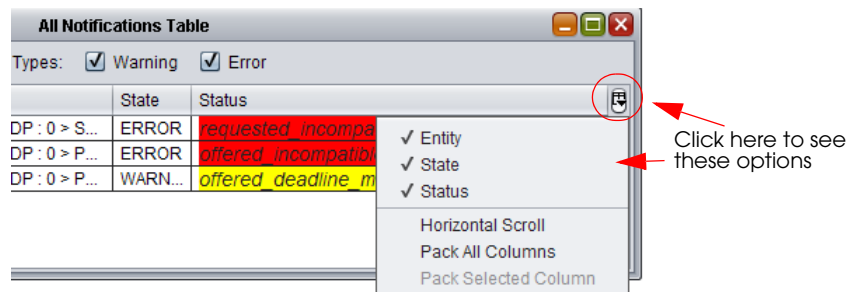 All Notifications Table
Types: Warning Error
State Status
DP : 0 > S... ERROR requested_incompa
DP : 0 > P... ERROR offered_incompatible
DP : 0 > P... WARN... offered_deadline_m
Entity
State
Status
Horizontal Scroll
Pack All Columns
Pack Selected Column
Click here to see
these options